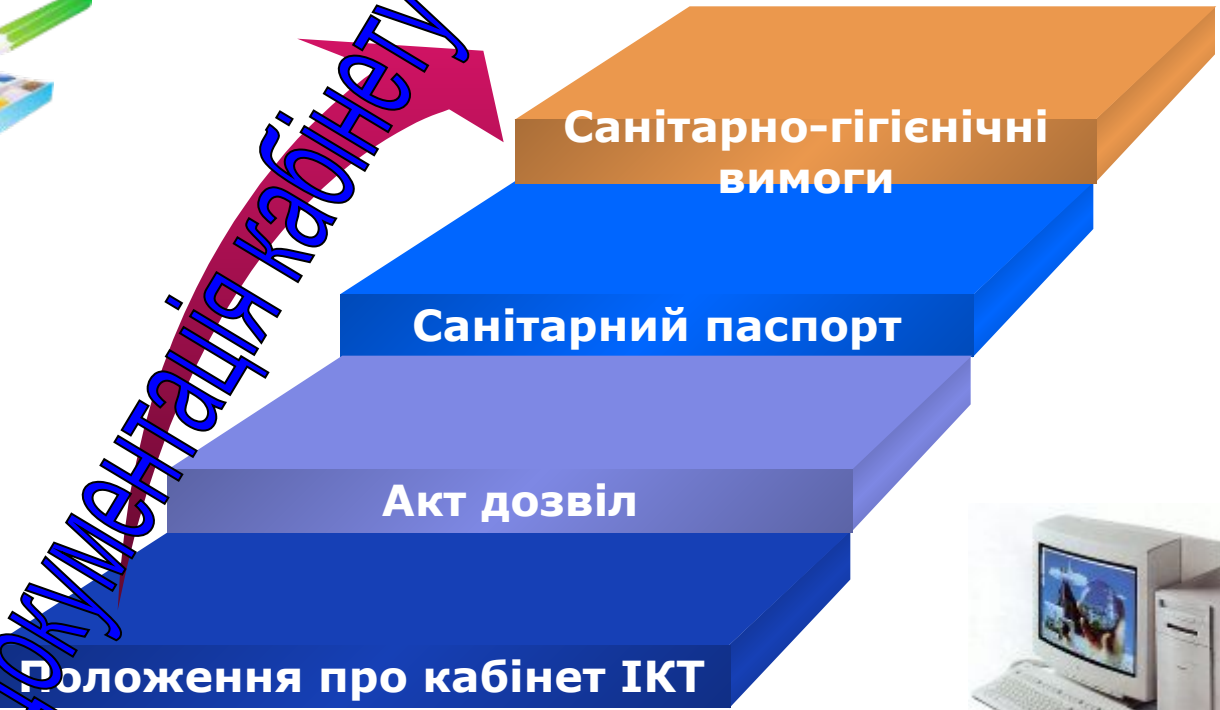 Документація кабінету
Санітарно-гігієнічні
вимоги
Санітарний паспорт
Акт дозвіл
Положення про кабінет ІКТ